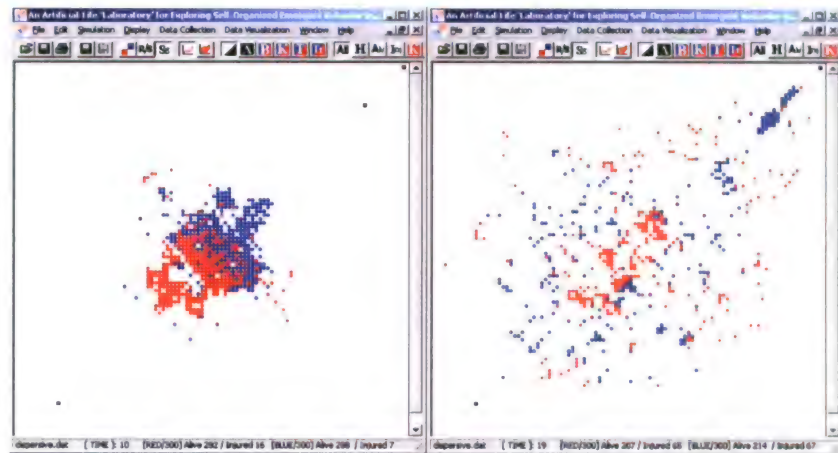 An Artificial Life 'Laboratory' for Exploring Self-Organized Emergent
File Edit Simulation Display Data Collection Data Visualization Window Help
dispersive.dat ( TIME ): 10 [RED/300] Alive 292 / Injured 16 [BLUE/300] Alive 298 / Injured 7
An Artificial Life 'Laboratory' for Exploring Self-Organized Emergent
File Edit Simulation Display Data Collection Data Visualization Window Help
dispersive.dat ( TIME ): 19 [RED/300] Alive 207 / Injured 68 [BLUE/300] Alive 214 / Injured 67